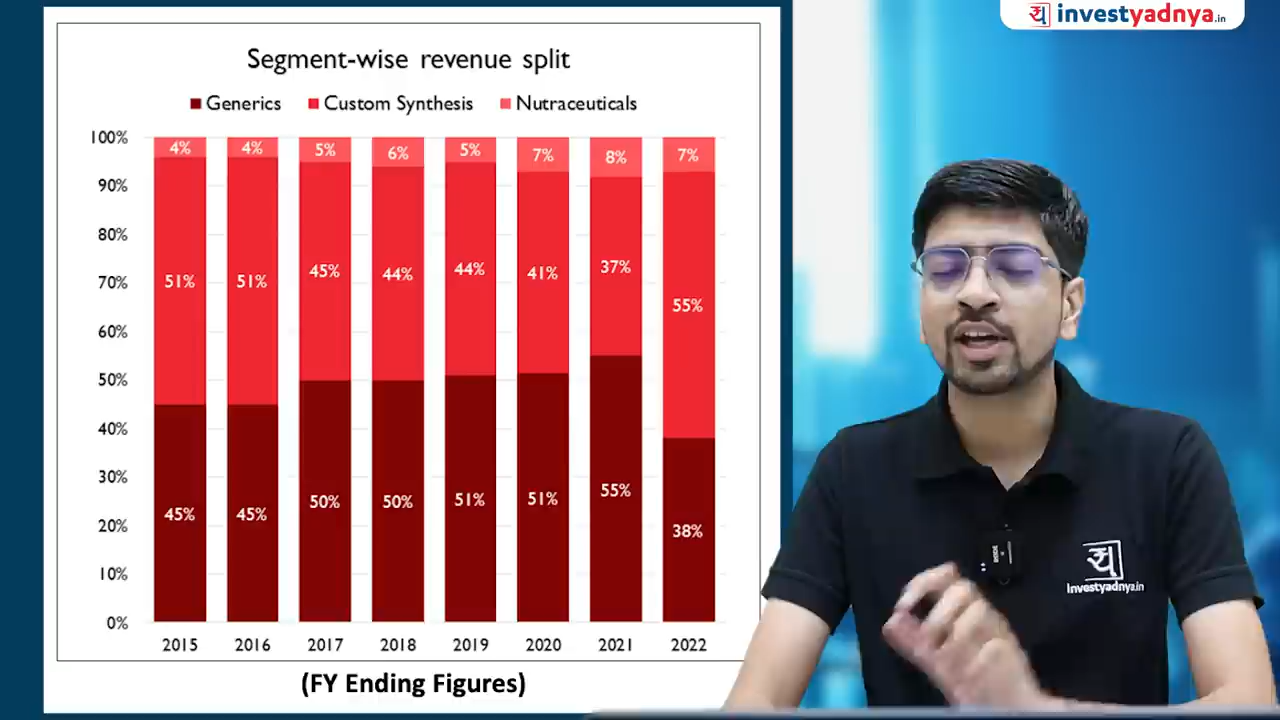 investyadnya.in
Segment-wise revenue split
Generics Custom Synthesis Nutraceuticals
100% 90% 80% 70% 60% 50% 40% 30% 20% 10% 0%
4% 4% 5% 6% 5% 7% 8% 7%
51% 51% 45% 44% 44% 41% 37% 55%
45% 45% 50% 50% 51% 51% 55% 38%
2015 2016 2017 2018 2019 2020 2021 2022
(FY Ending Figures)
Investyadnya.in